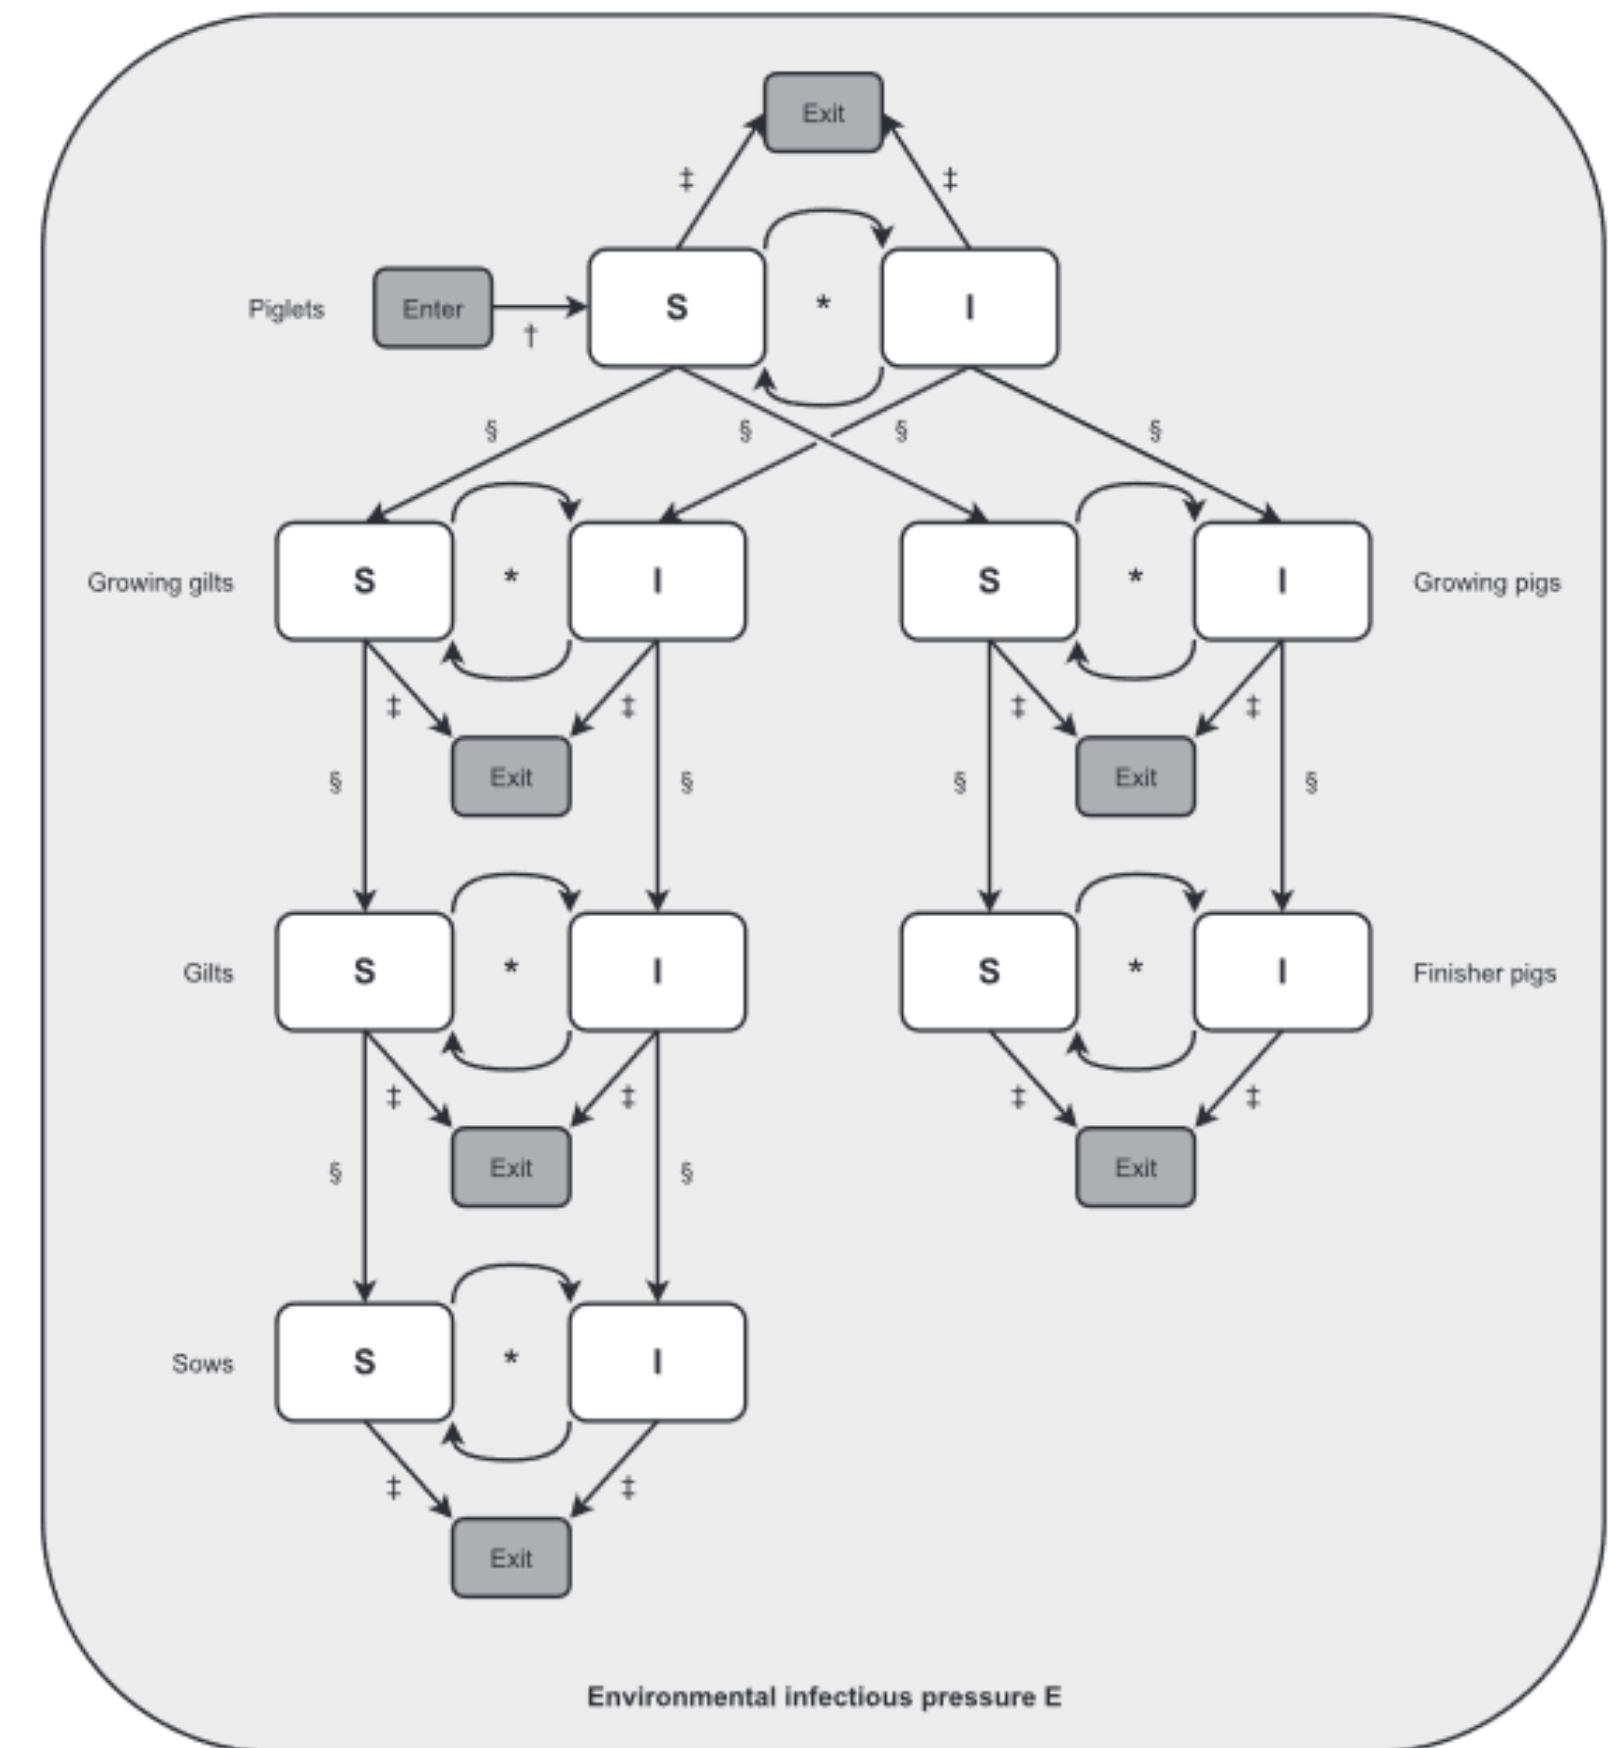 Exit
‡ ‡
Piglets Enter † S * I
§ § § §
Growing gilts S * I S * I Growing pigs
‡ ‡ ‡ ‡
§ Exit § § Exit §
Gilts S * I S * I Finisher pigs
‡ ‡ ‡ ‡
§ Exit § Exit
Sows S * I
‡ ‡
Exit
Environmental infectious pressure E